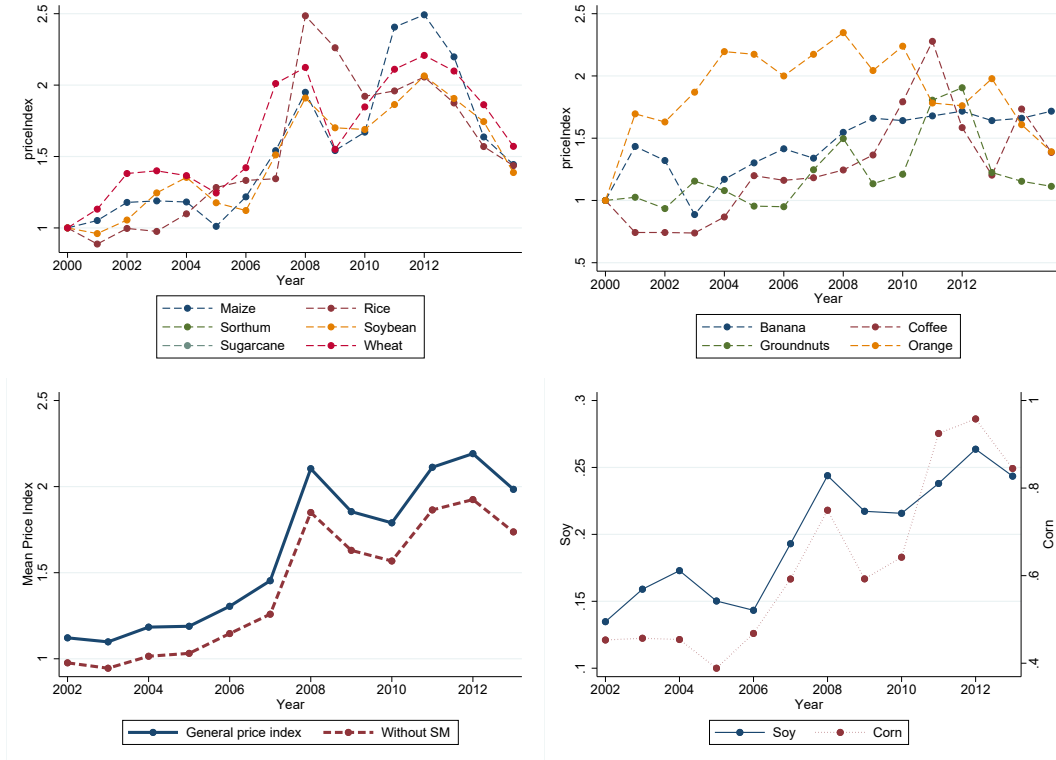 2.5
2
1.5
1
priceIndex
2000 2002 2004 2006 2008 2010 2012
Year
Maize Rice
Sorthum Soybean
Sugarcane Wheat
2.5
2
1.5
1
.5
priceIndex
2000 2002 2004 2006 2008 2010 2012
Year
Banana Coffee
Groundnuts Orange
2.5
2
1.5
1
Mean Price Index
2002 2004 2006 2008 2010 2012
Year
General price index Without SM
.3
.25
.2
.15
.1
Soy
1
.8
.6
.4
Corn
2002 2004 2006 2008 2010 2012
Year
Soy Corn